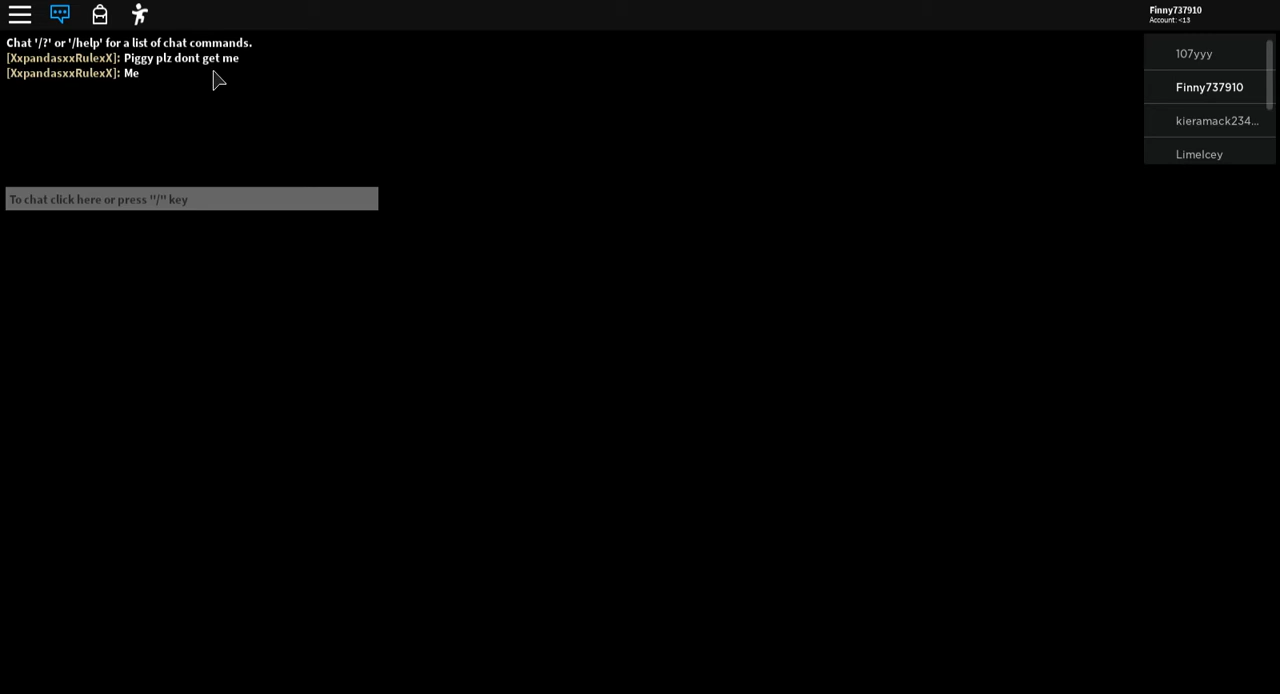 Finny737910
Account: <13
Chat '/?' or '/help' for a list of chat commands.
[XxpandasxxRulexX]: Piggy plz dont get me
[XxpandasxxRulexX]: Me
To chat click here or press "/" key
107yyy
Finny737910
kieramack234...
LimeIcey